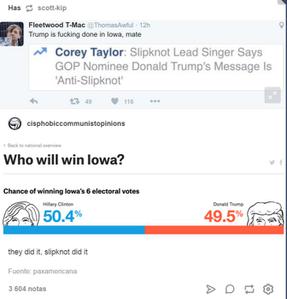 Has scott-kip
Fleetwood T-Mac @ThomasAwful · 12h
Trump is fucking done in Iowa, mate
Corey Taylor: Slipknot Lead Singer Says
GOP Nominee Donald Trump's Message Is
'Anti-Slipknot'
49 116
cisphobiccommunistopinions
< Back to national overview
Who will win Iowa?
Chance of winning Iowa's 6 electoral votes
Hillary Clinton
50.4%
Donald Trump
49.5%
they did it, slipknot did it
Fuente: paxamericana
3 604 notas